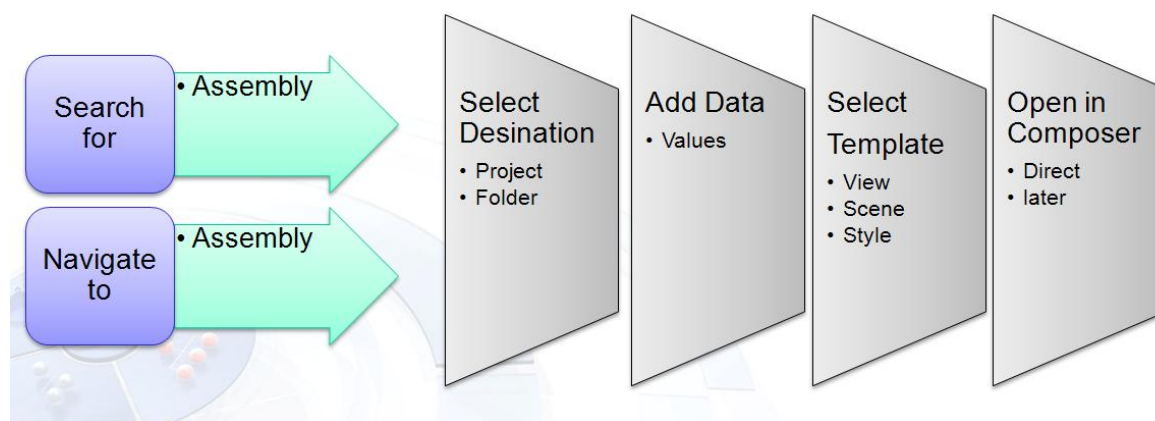 Search
for
• Assembly
Navigate
to
• Assembly
Select
Desination
• Project
• Folder
Add Data
• Values
Select
Template
• View
• Scene
• Style
Open in
Composer
• Direct
• later